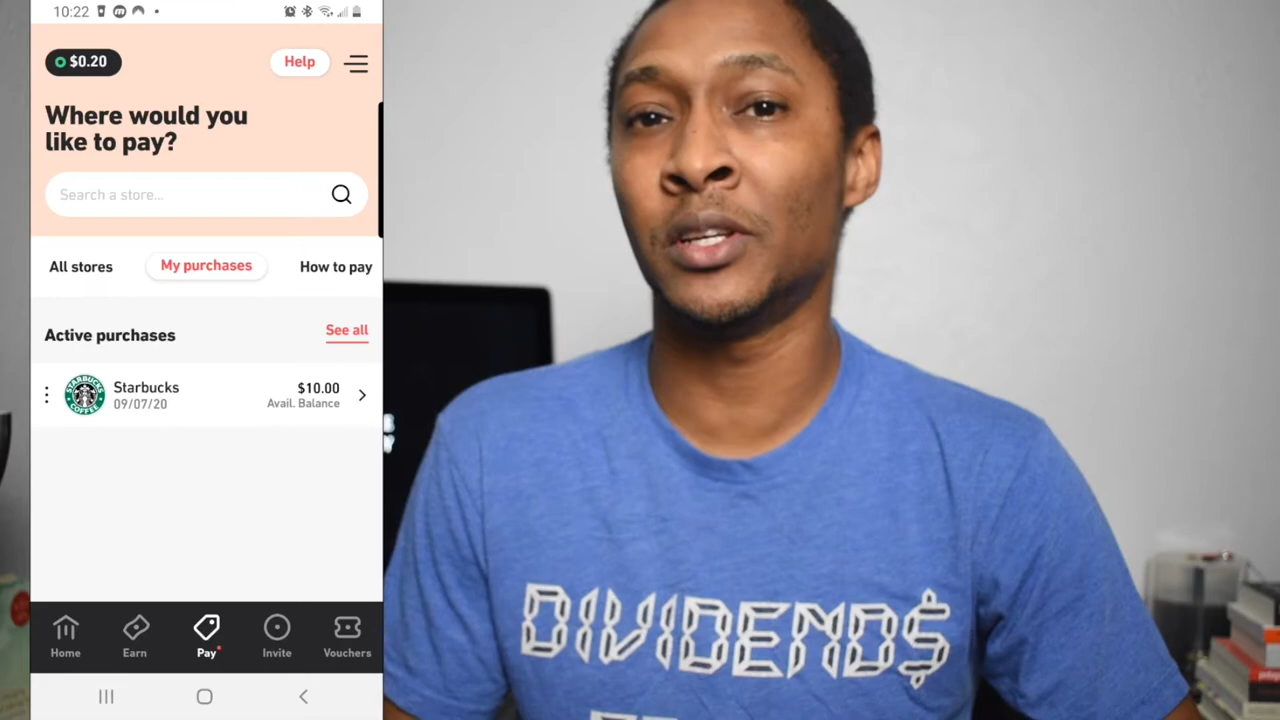 10:22
$0.20
Help
Where would you
like to pay?
Search a store...
All stores
My purchases
How to pay
Active purchases
See all
STARBUCKS
COFFEE
Starbucks
09/07/20
$10.00
Avail. Balance
Home
Earn
Pay
Invite
Vouchers
DIVIDEND$